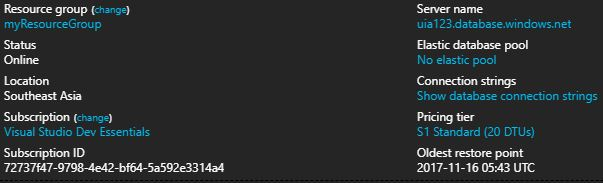 Resource group (change)
myResourceGroup
Status
Online
Location
Southeast Asia
Subscription (change)
Visual Studio Dev Essentials
Subscription ID
72737f47-9798-4e42-bf64-5a592e3314a4
Server name
uia123.database.windows.net
Elastic database pool
No elastic pool
Connection strings
Show database connection strings
Pricing tier
S1 Standard (20 DTUs)
Oldest restore point
2017-11-16 05:43 UTC